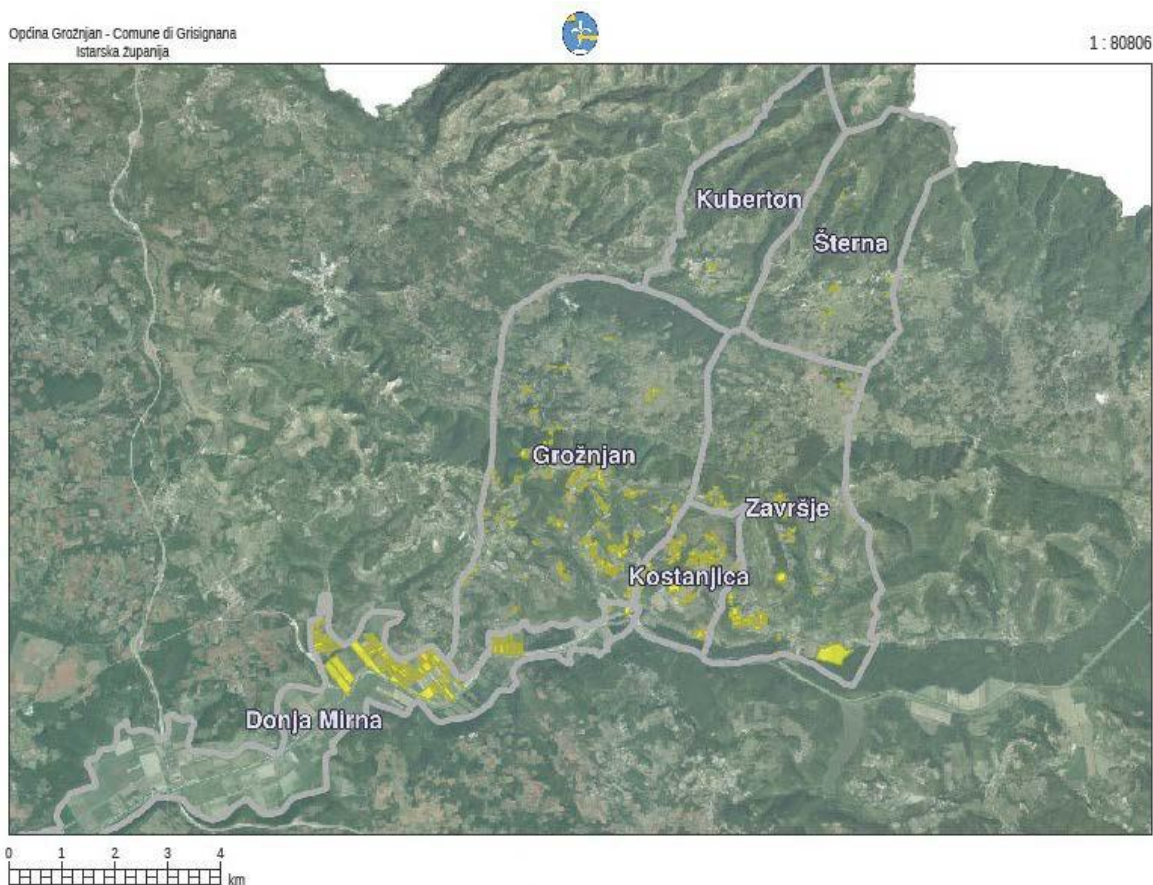 Općina Grožnjan - Comune di Grisignana
Istarska županija
1 : 80806
Kuberton
Šterna
Grožnjan
Završje
Kostanjica
Donja Mirna
0 1 2 3 4
km